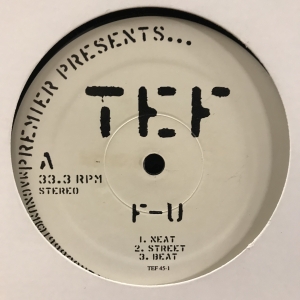 PREMIER PRESENTS...
TEF
A
33.3 RPM
STEREO
F-U
1. NEAT
2. STREET
3. BEAT
TEF 45-1